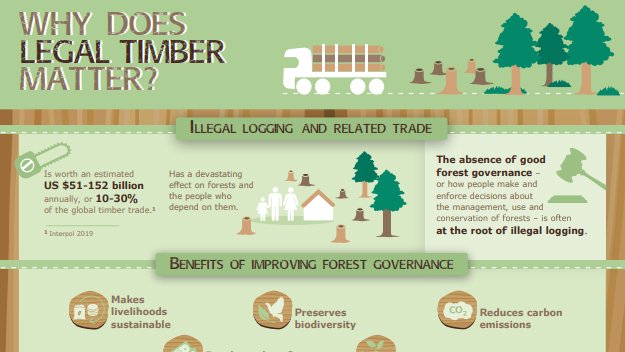 WHY DOES
LEGAL TIMBER
MATTER?
ILLEGAL LOGGING AND RELATED TRADE
Is worth an estimated
US $51-152 billion
annually, or 10-30%
of the global timber trade.¹
¹ Interpol 2019
Has a devastating
effect on forests and
the people who
depend on them.
The absence of good
forest governance –
or how people make and
enforce decisions about
the management, use and
conservation of forests – is often
at the root of illegal logging.
BENEFITS OF IMPROVING FOREST GOVERNANCE
Makes
livelihoods
sustainable
Preserves
biodiversity
CO₂
Reduces carbon
emissions